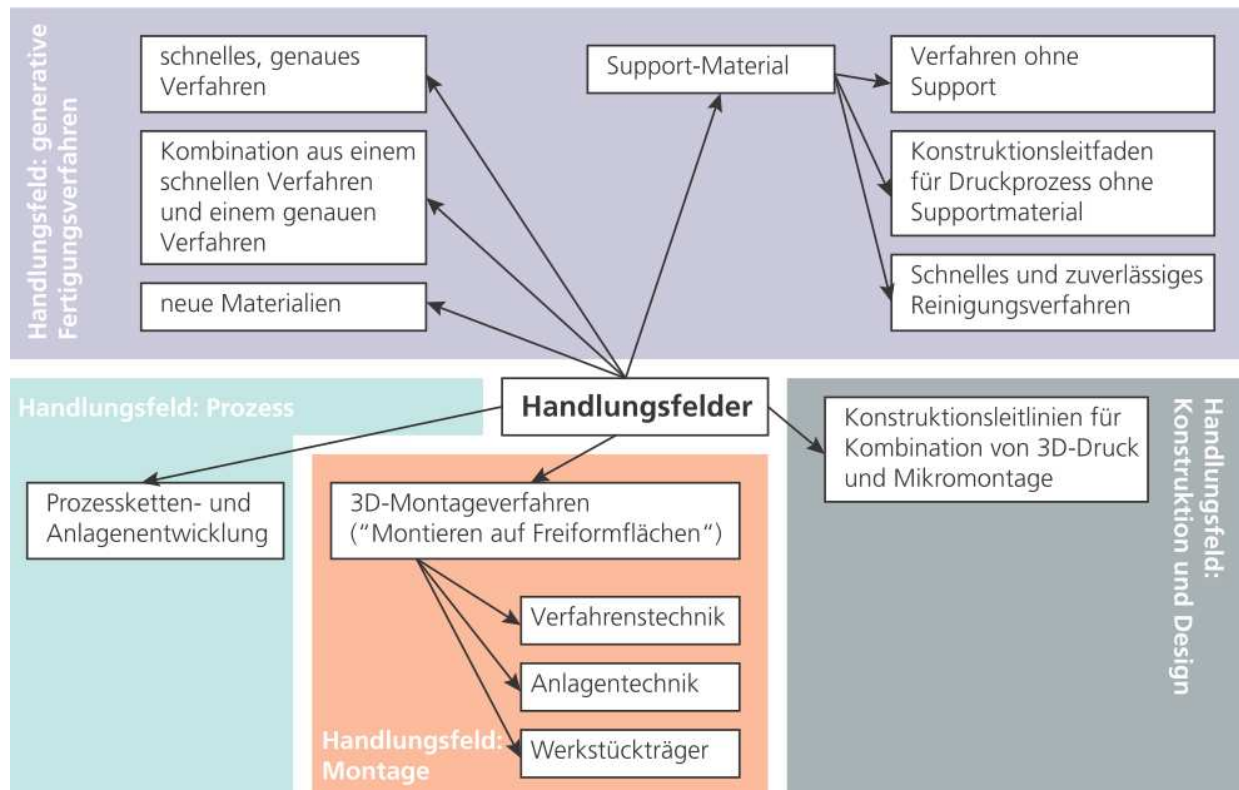 Handlungsfeld: generative
Fertigungsverfahren
schnelles, genaues
Verfahren
Kombination aus einem
schnellen Verfahren
und einem genauen
Verfahren
neue Materialien
Support-Material
Verfahren ohne
Support
Konstruktionsleitfaden
für Druckprozess ohne
Supportmaterial
Schnelles und zuverlässiges
Reinigungsverfahren
Handlungsfeld: Prozess
Handlungsfelder
Prozessketten- und
Anlagenentwicklung
3D-Montageverfahren
(“Montieren auf Freiformflächen“)
Verfahrenstechnik
Anlagentechnik
Werkstückträger
Handlungsfeld:
Montage
Konstruktionsleitlinien für
Kombination von 3D-Druck
und Mikromontage
Handlungsfeld:
Konstruktion und Design